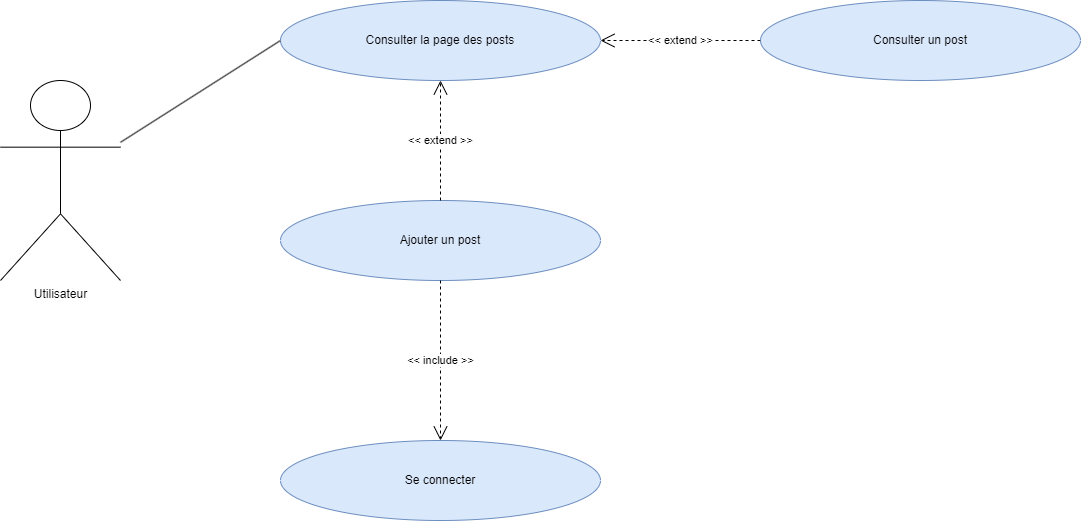 Consulter la page des posts
<< extend >>
Consulter un post
<< extend >>
Ajouter un post
Utilisateur
<< include >>
Se connecter